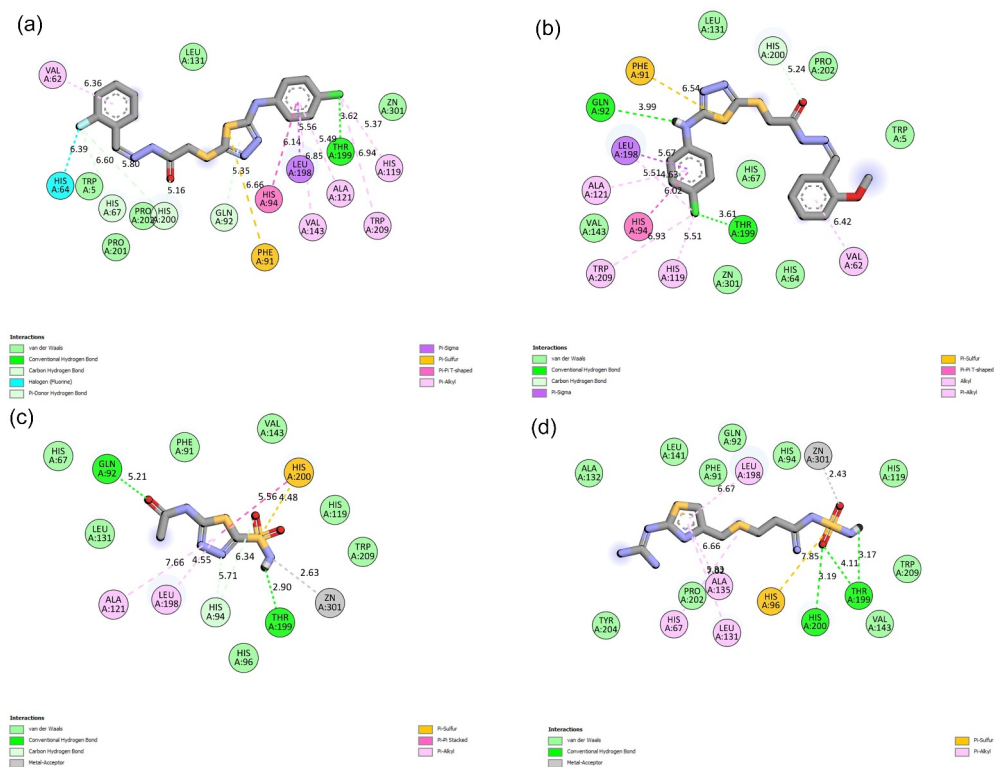 (a)
LEU
A:131
VAL
A:62
6.36
ZN
A:301
3.62
5.37
5.56
5.49
6.14
6.85
6.94
THR
A:199
LEU
A:198
HIS
A:119
6.39
6.60
5.80
5.16
5.35
6.66
HIS
A:64
TRP
A:5
HIS
A:67
PRO
A:202
HIS
A:200
GLN
A:92
HIS
A:94
ALA
A:121
VAL
A:143
TRP
A:209
PRO
A:201
PHE
A:91
Interactions
van der Waals
Conventional Hydrogen Bond
Carbon Hydrogen Bond
Halogen (Fluorine)
Pi-Donor Hydrogen Bond
Pi-Sigma
Pi-Sulfur
Pi-Pi T-shaped
Pi-Alkyl
(b)
LEU
A:131
HIS
A:200
PRO
A:202
PHE
A:91
5.24
6.54
GLN
A:92
3.99
TRP
A:5
LEU
A:198
5.67
5.51
4.63
6.02
HIS
A:67
ALA
A:121
VAL
A:143
HIS
A:94
6.93
5.51
3.61
THR
A:199
6.42
TRP
A:209
HIS
A:119
ZN
A:301
HIS
A:64
VAL
A:62
Interactions
van der Waals
Conventional Hydrogen Bond
Carbon Hydrogen Bond
Pi-Sigma
Pi-Sulfur
Pi-Pi T-shaped
Alkyl
Pi-Alkyl
(c)
VAL
A:143
PHE
A:91
HIS
A:67
GLN
A:92
5.21
HIS
A:200
5.56
4.48
HIS
A:119
LEU
A:131
TRP
A:209
7.66
4.55
6.34
5.71
2.90
2.63
ALA
A:121
LEU
A:198
HIS
A:94
THR
A:199
ZN
A:301
HIS
A:96
Interactions
van der Waals
Conventional Hydrogen Bond
Carbon Hydrogen Bond
Metal-Acceptor
Pi-Sulfur
Pi-Pi Stacked
Pi-Alkyl
(d)
GLN
A:92
LEU
A:141
HIS
A:94
ZN
A:301
ALA
A:132
PHE
A:91
LEU
A:198
HIS
A:119
2.43
6.67
6.66
7.85
4.11
3.17
3.19
TRP
A:209
PRO
A:202
ALA
A:135
HIS
A:96
THR
A:199
TYR
A:204
HIS
A:67
LEU
A:131
HIS
A:200
VAL
A:143
Interactions
van der Waals
Conventional Hydrogen Bond
Metal-Acceptor
Pi-Sulfur
Pi-Alkyl